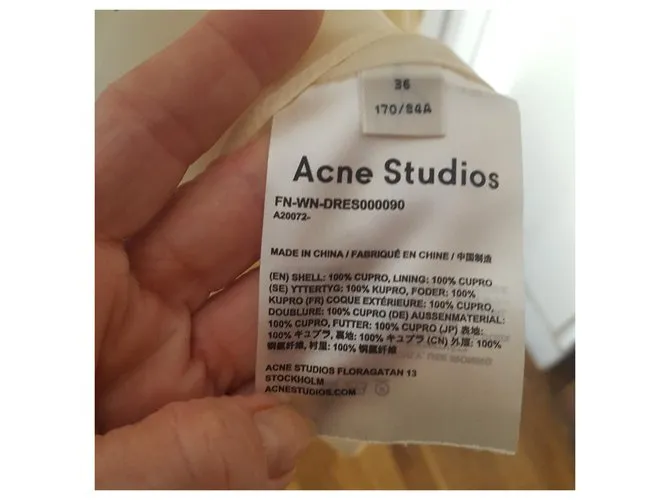 36
170/84A
Acne Studios
FN-WN-DRES000090
A20072-
MADE IN CHINA / FABRIQUÉ EN CHINE / 中国制造
(EN) SHELL: 100% CUPRO, LINING: 100% CUPRO
(SE) YTTERTYG: 100% KUPRO, FODER: 100%
KUPRO (FR) COQUE EXTÉRIEURE: 100% CUPRO,
DOUBLURE: 100% CUPRO (DE) AUSSENMATERIAL:
100% CUPRO, FUTTER: 100% CUPRO (JP) 表地:
100% キュプラ, 裏地: 100% キュプラ (CN) 外层: 100%
铜氨纤维, 衬里: 100% 铜氨纤维
ACNE STUDIOS FLORAGATAN 13
STOCKHOLM
ACNESTUDIOS.COM